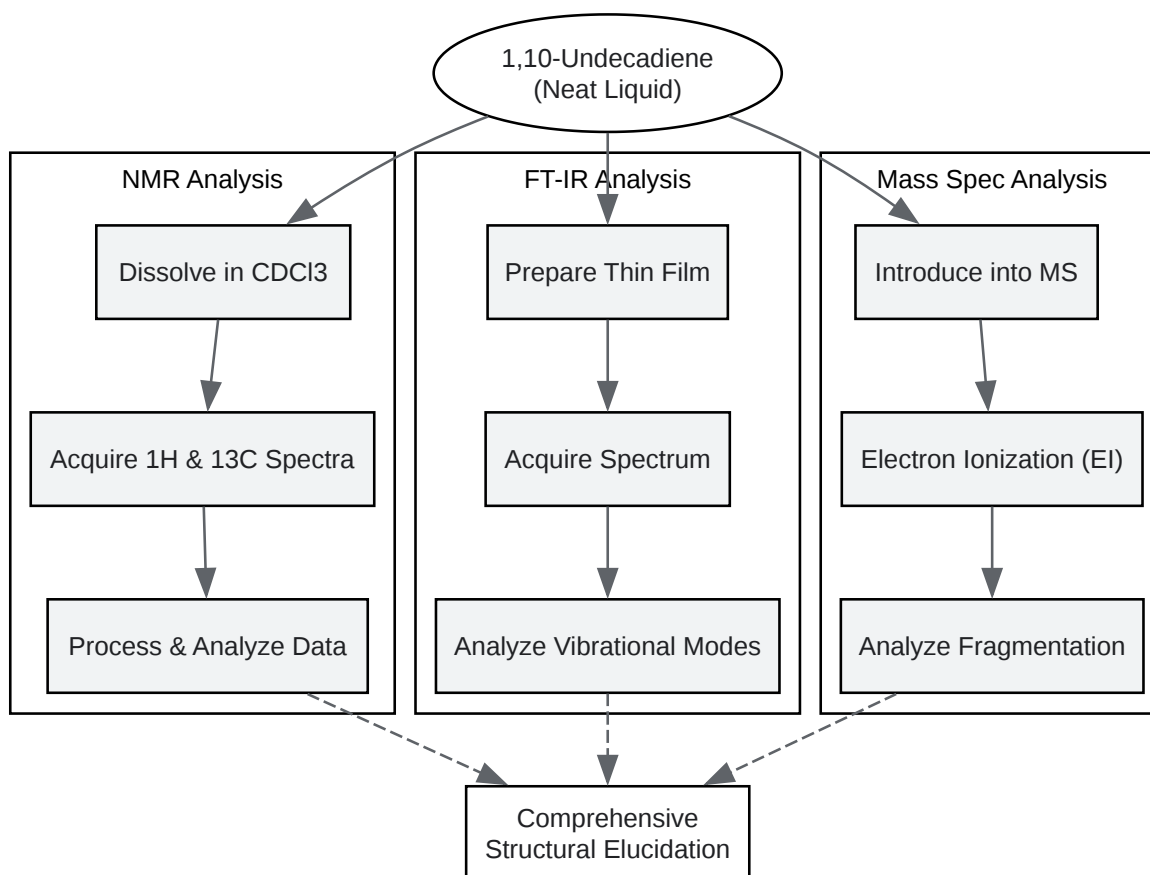 1,10-Undecadiene
(Neat Liquid)
NMR Analysis
Dissolve in CDCl3
Acquire 1H & 13C Spectra
Process & Analyze Data
FT-IR Analysis
Prepare Thin Film
Acquire Spectrum
Analyze Vibrational Modes
Mass Spec Analysis
Introduce into MS
Electron Ionization (EI)
Analyze Fragmentation
Comprehensive
Structural Elucidation